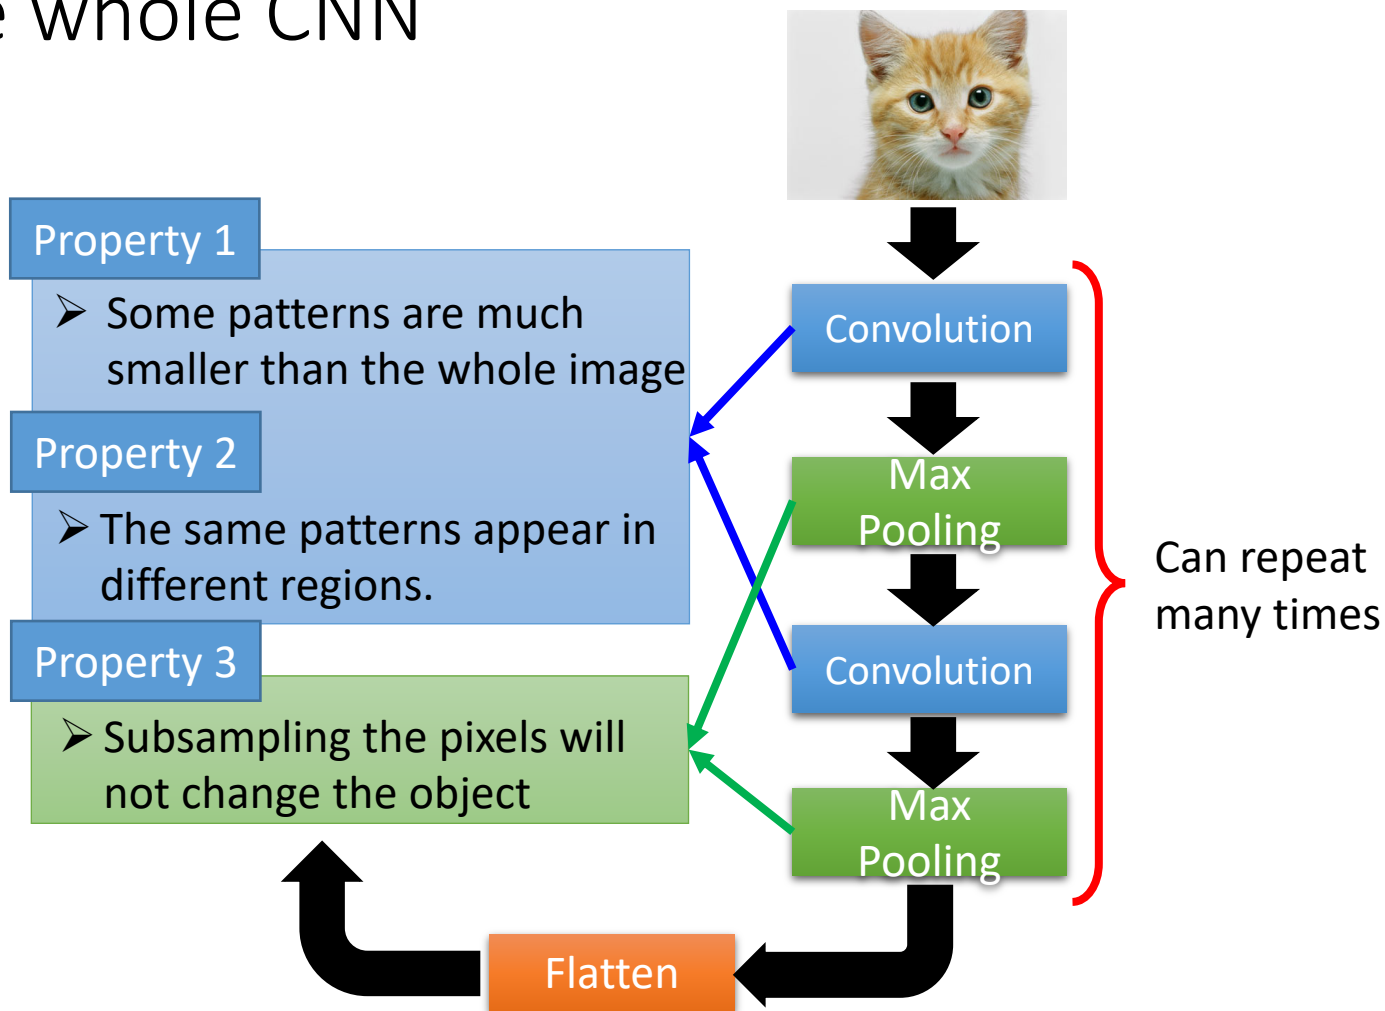 e whole CNN
Property 1
➢ Some patterns are much
smaller than the whole image
Property 2
➢ The same patterns appear in
different regions.
Property 3
➢ Subsampling the pixels will
not change the object
Convolution
Max
Pooling
Convolution
Max
Pooling
Can repeat
many times
Flatten